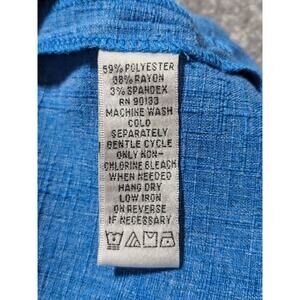 59% POLYESTER
38% RAYON
3% SPANDEX
RN 90133
MACHINE WASH
COLD
SEPARATELY
GENTLE CYCLE
ONLY NON-
CHLORINE BLEACH
WHEN NEEDED
HANG DRY
LOW IRON
ON REVERSE
IF NECESSARY